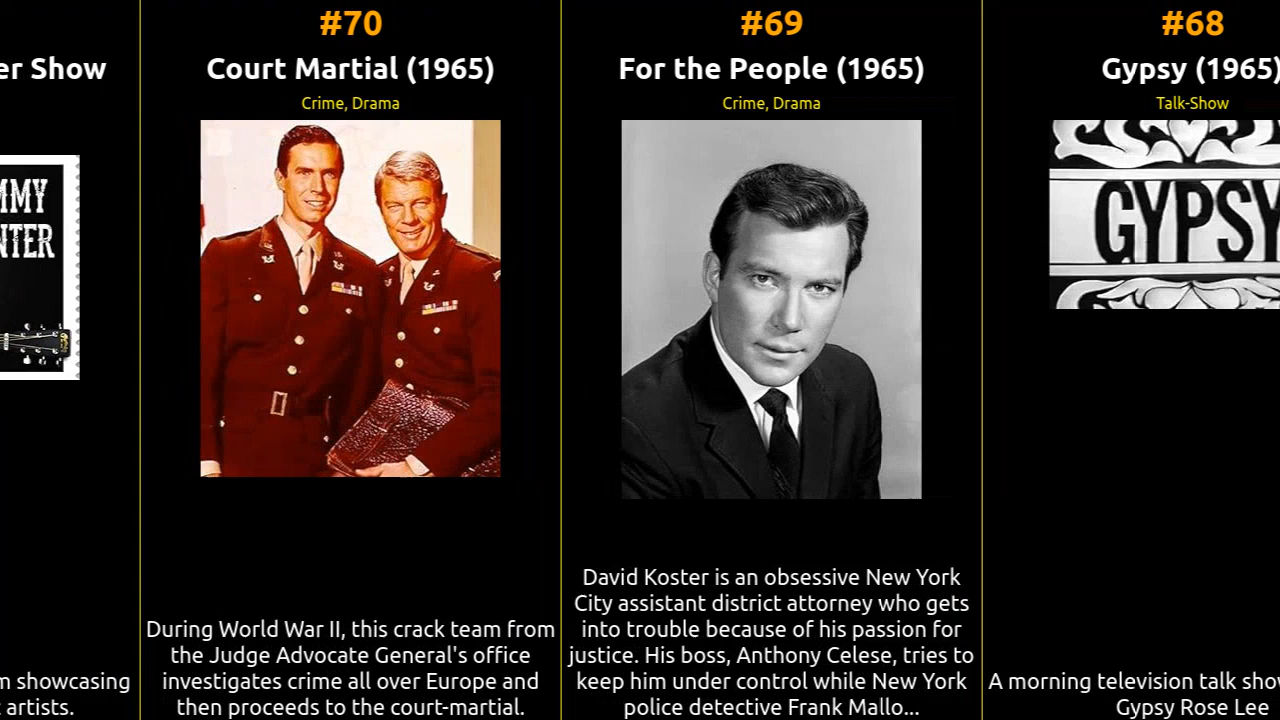 er Show
MMY
NTER
m showcasing
artists.
#70
Court Martial (1965)
Crime, Drama
During World War II, this crack team from
the Judge Advocate General's office
investigates crime all over Europe and
then proceeds to the court-martial.
#69
For the People (1965)
Crime, Drama
David Koster is an obsessive New York
City assistant district attorney who gets
into trouble because of his passion for
justice. His boss, Anthony Celese, tries to
keep him under control while New York
police detective Frank Mallo...
#68
Gypsy (1965)
Talk-Show
GYPSY
A morning television talk sho
Gypsy Rose Lee